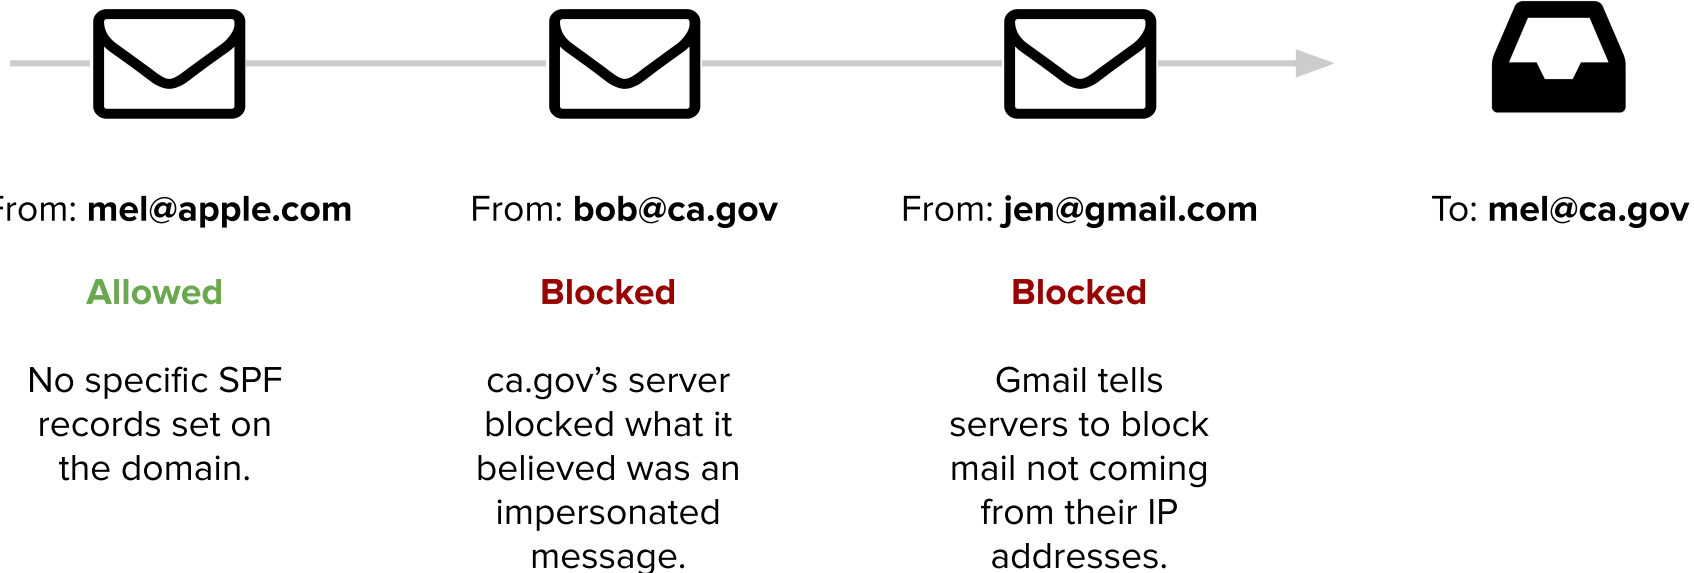 From: mel@apple.com
From: bob@ca.gov
From: jen@gmail.com
To: mel@ca.gov
Allowed
Blocked
Blocked
No specific SPF
records set on
the domain.
ca.gov’s server
blocked what it
believed was an
impersonated
message.
Gmail tells
servers to block
mail not coming
from their IP
addresses.